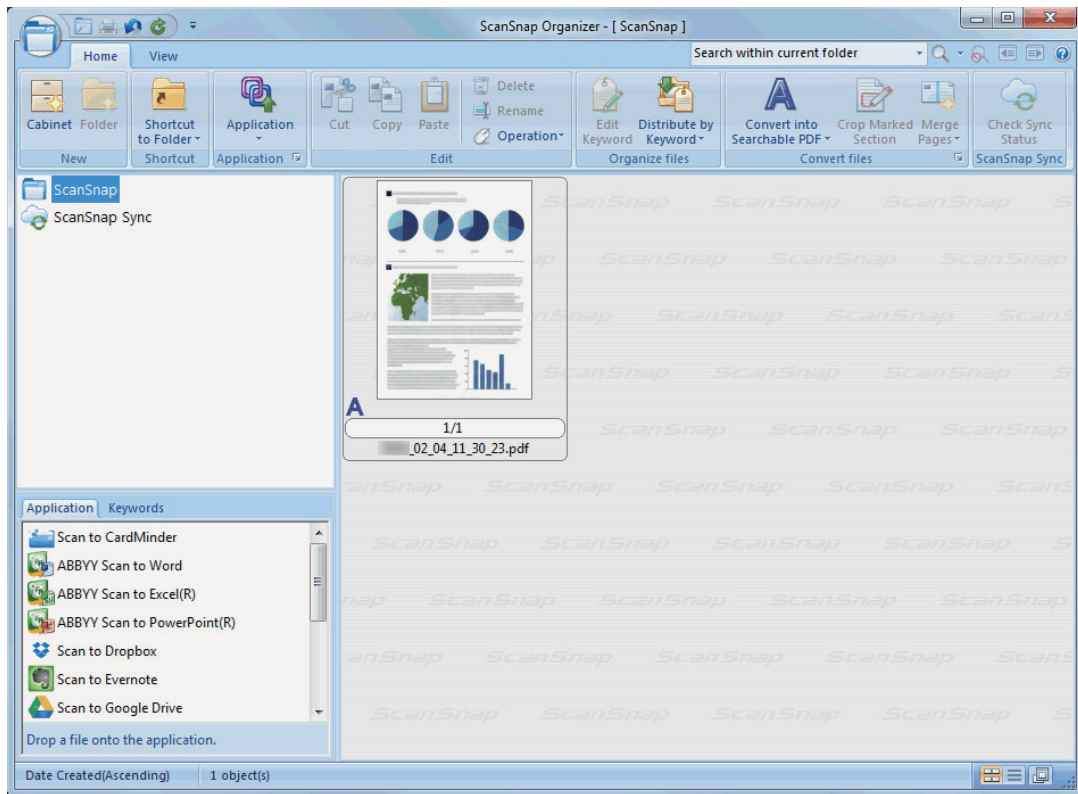 ScanSnap Organizer - [ ScanSnap ]
Home View
Search within current folder
Cabinet Folder
Shortcut to Folder
Application
Cut Copy Paste
Delete
Rename
Operation
Edit Keyword
Distribute by Keyword
Convert into Searchable PDF
Crop Marked Section
Merge Pages
Check Sync Status
New Shortcut Application Edit Organize files Convert files ScanSnap Sync
ScanSnap
ScanSnap Sync
A
1/1
_02_04_11_30_23.pdf
Application Keywords
Scan to CardMinder
ABBYY Scan to Word
ABBYY Scan to Excel(R)
ABBYY Scan to PowerPoint(R)
Scan to Dropbox
Scan to Evernote
Scan to Google Drive
Drop a file onto the application.
Date Created(Ascending) 1 object(s)